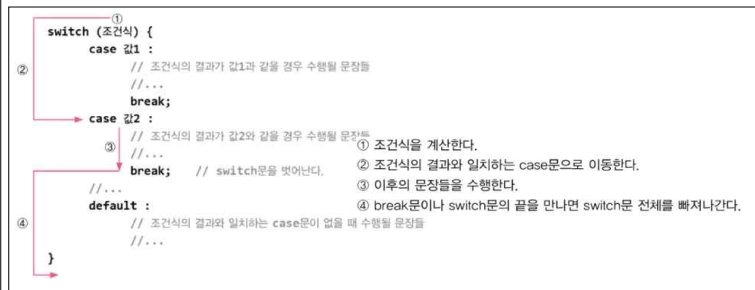 ①
switch (조건식) {
case 값1 :
② // 조건식의 결과가 값1과 같을 경우 수행될 문장들
//...
break;
case 값2 :
③ // 조건식의 결과가 값2와 같을 경우 수행될 문장들
//...
break; // switch문을 벗어난다.
//...
default :
④ // 조건식의 결과와 일치하는 case문이 없을 때 수행될 문장들
//...
}
① 조건식을 계산한다.
② 조건식의 결과와 일치하는 case문으로 이동한다.
③ 이후의 문장들을 수행한다.
④ break문이나 switch문의 끝을 만나면 switch문 전체를 빠져나간다.